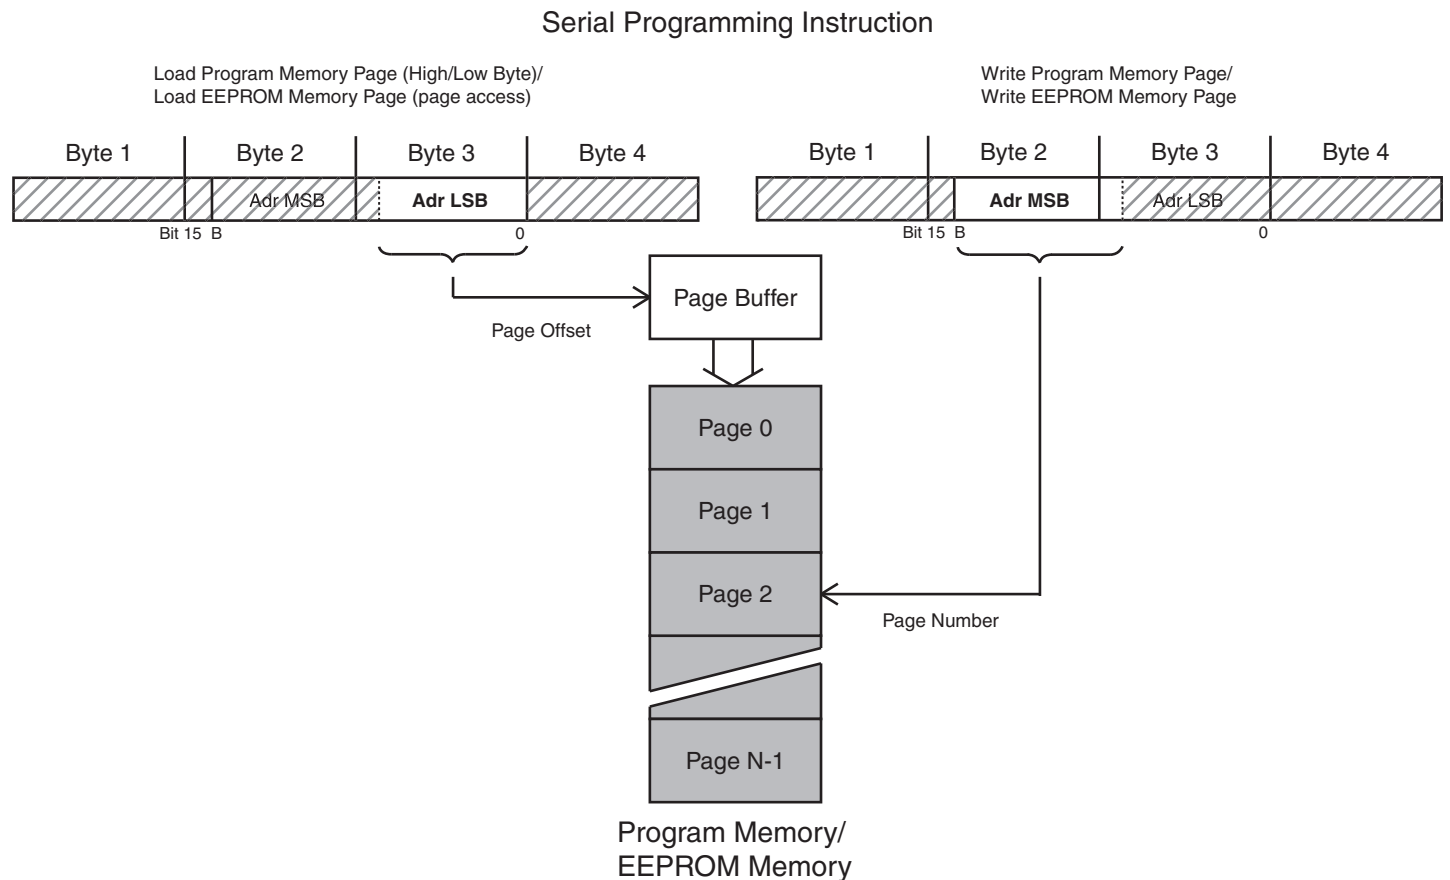 Serial Programming Instruction
Load Program Memory Page (High/Low Byte)/
Load EEPROM Memory Page (page access)
Write Program Memory Page/
Write EEPROM Memory Page
Byte 1 Byte 2 Byte 3 Byte 4
Byte 1 Byte 2 Byte 3 Byte 4
Adr MSB Adr LSB
Adr MSB Adr LSB
Bit 15 B 0
Bit 15 B 0
Page Buffer
Page Offset
Page 0
Page 1
Page 2
Page Number
Page N-1
Program Memory/
EEPROM Memory